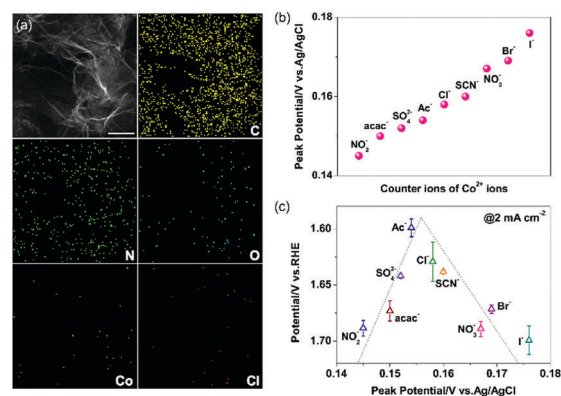 (a)
C
N
O
Co
Cl
(b)
Peak Potential/V vs.Ag/AgCl
0.18
0.16
0.14
NO₂⁻
acac⁻
SO₄²⁻
Ac⁻
Cl⁻
SCN⁻
NO₃⁻
Br⁻
I⁻
Counter ions of Co²⁺ ions
(c)
@2 mA cm⁻²
Potential/V vs.RHE
1.60
1.65
1.70
Ac⁻
Cl⁻
SO₄²⁻
SCN⁻
acac⁻
Br⁻
NO₂⁻
NO₃⁻
I⁻
0.14 0.15 0.16 0.17 0.18
Peak Potential/V vs.Ag/AgCl